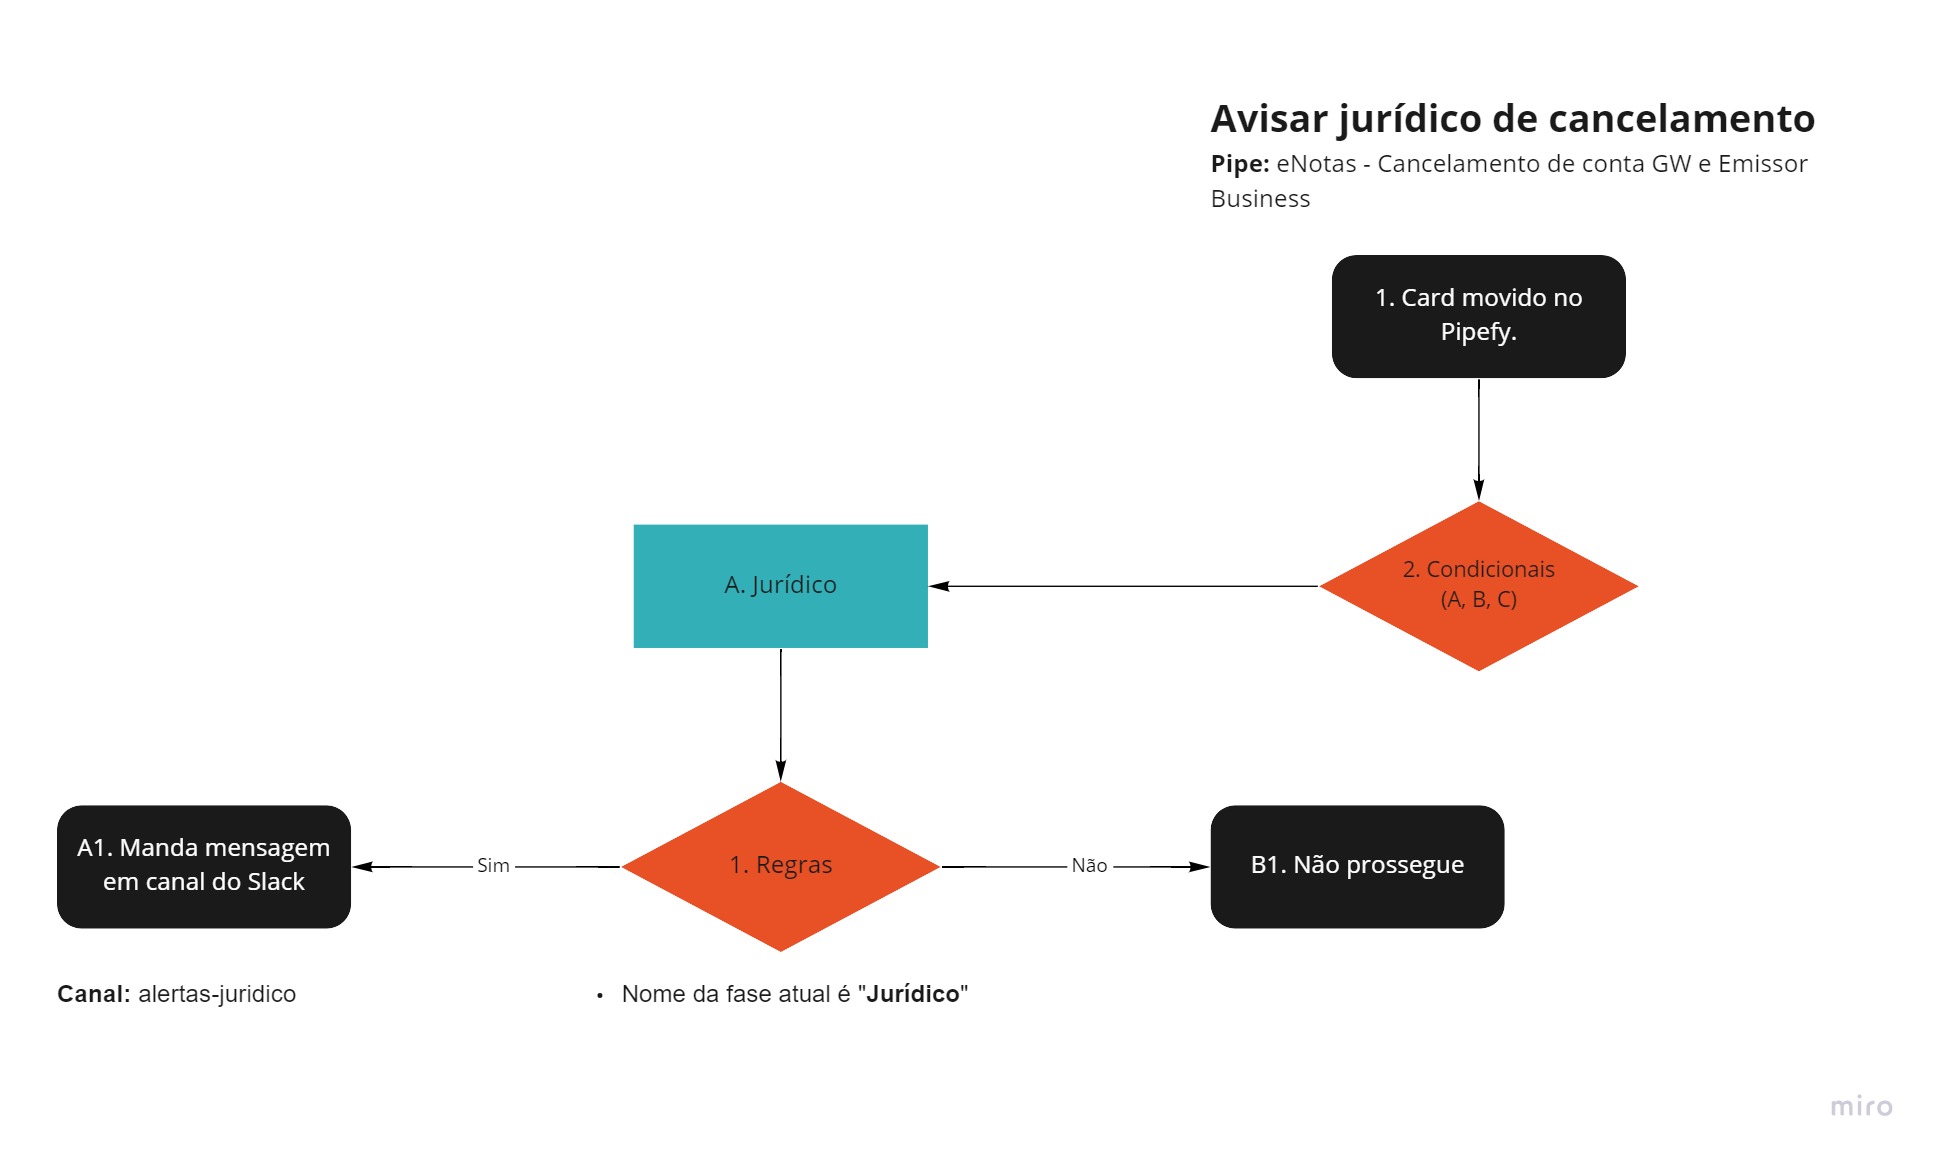 Avisar jurídico de cancelamento
Pipe: eNotas - Cancelamento de conta GW e Emissor
Business
1. Card movido no
Pipefy.
2. Condicionais
(A, B, C)
A. Jurídico
A1. Manda mensagem
em canal do Slack
Sim
1. Regras
Não
B1. Não prossegue
Canal: alertas-juridico
• Nome da fase atual é "Jurídico"
miro